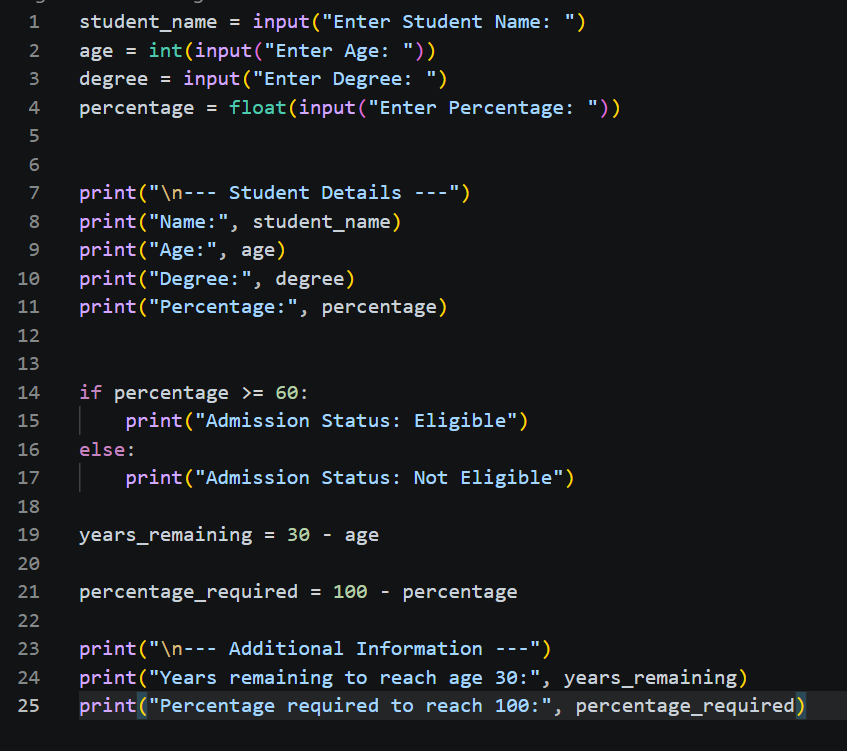 1 student_name = input("Enter Student Name: ")
2 age = int(input("Enter Age: "))
3 degree = input("Enter Degree: ")
4 percentage = float(input("Enter Percentage: "))
5
6
7 print("\n--- Student Details ---")
8 print("Name:", student_name)
9 print("Age:", age)
10 print("Degree:", degree)
11 print("Percentage:", percentage)
12
13
14 if percentage >= 60:
15     print("Admission Status: Eligible")
16 else:
17     print("Admission Status: Not Eligible")
18
19 years_remaining = 30 - age
20
21 percentage_required = 100 - percentage
22
23 print("\n--- Additional Information ---")
24 print("Years remaining to reach age 30:", years_remaining)
25 print("Percentage required to reach 100:", percentage_required)